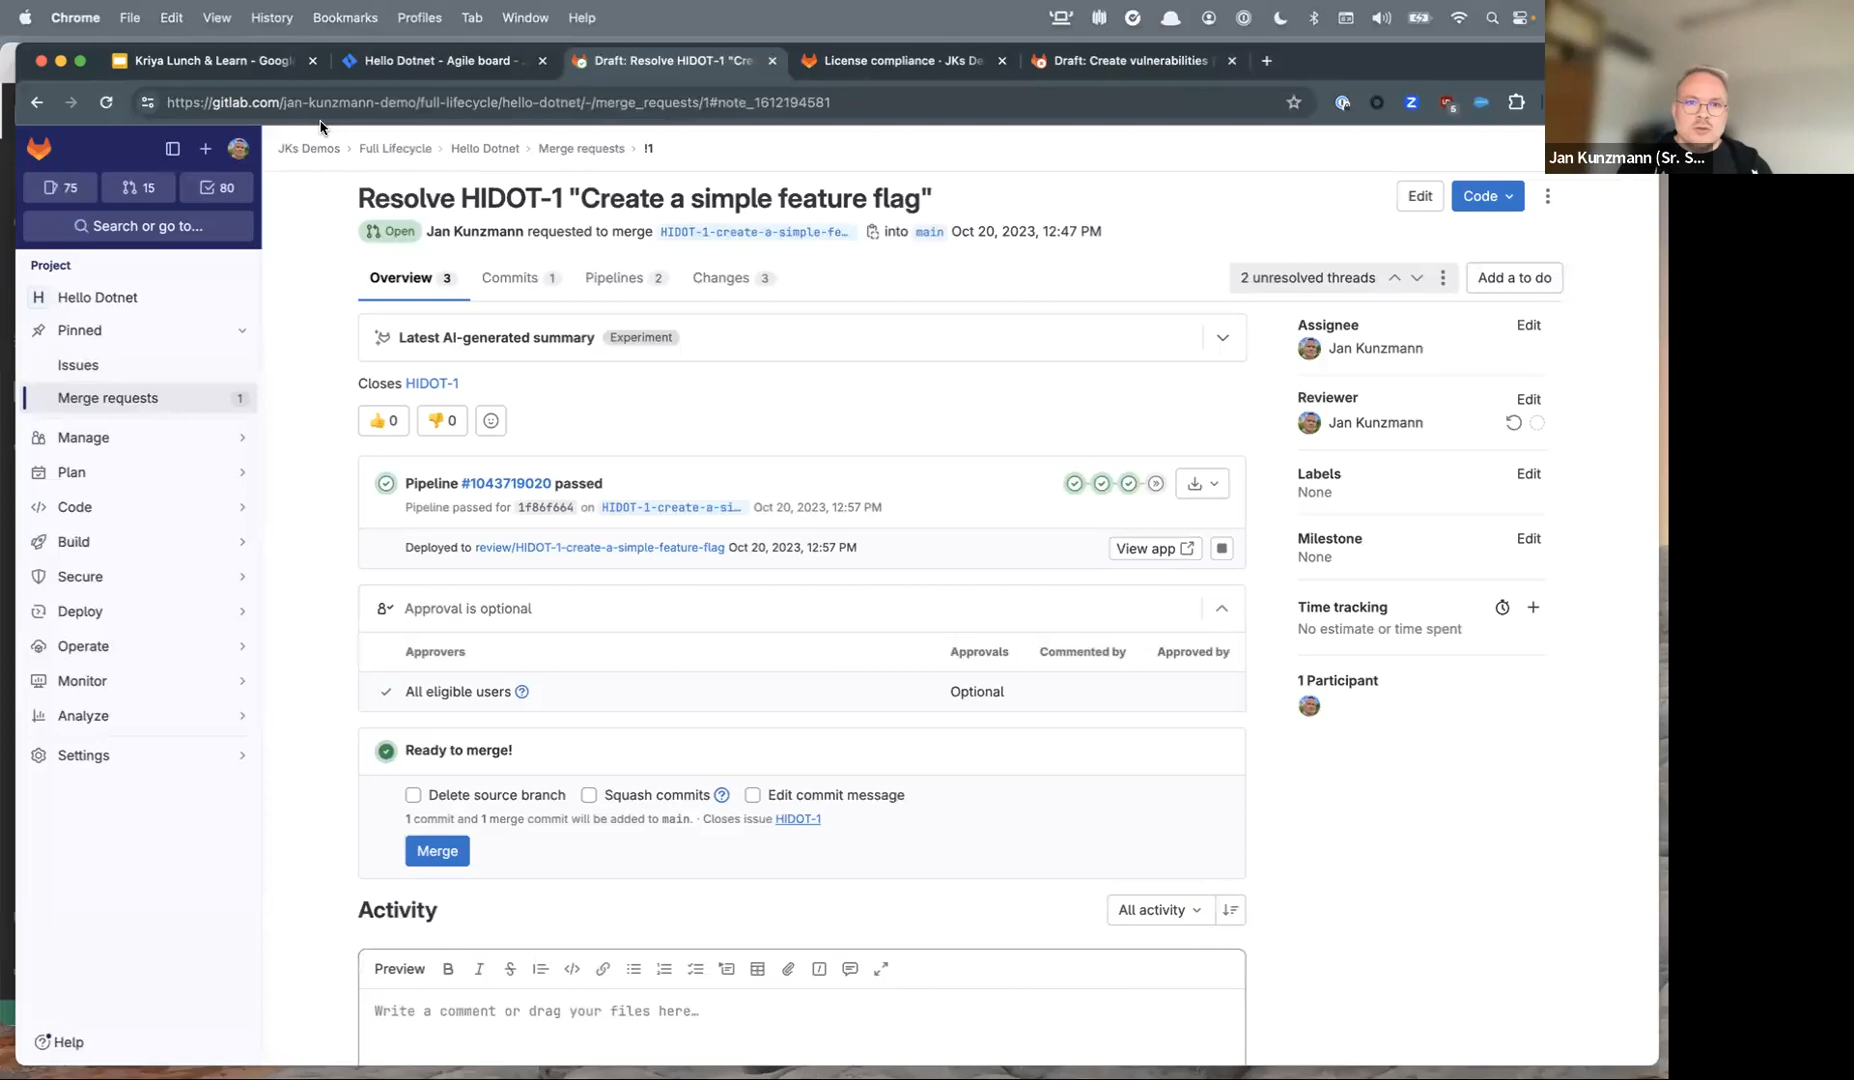 Chrome File Edit View History Bookmarks Profiles Tab Window Help
Kriya Lunch & Learn - Googl
Hello Dotnet - Agile board -
Draft: Resolve HIDOT-1 "Cre
License compliance · JKs De
Draft: Create vulnerabilities
https://gitlab.com/jan-kunzmann-demo/full-lifecycle/hello-dotnet/-/merge_requests/1#note_1612194581
Z
5
Jan Kunzmann (Sr. S...
75
15
80
Search or go to...
Project
H Hello Dotnet
Pinned
Issues
Merge requests 1
Manage
Plan
Code
Build
Secure
Deploy
Operate
Monitor
Analyze
Settings
Help
JKs Demos › Full Lifecycle › Hello Dotnet › Merge requests › !1
Resolve HIDOT-1 "Create a simple feature flag"
Edit
Code
Open Jan Kunzmann requested to merge HIDOT-1-create-a-simple-fe… into main Oct 20, 2023, 12:47 PM
Overview 3 Commits 1 Pipelines 2 Changes 3
2 unresolved threads
Add a to do
Latest AI-generated summary Experiment
Closes HIDOT-1
👍 0 👎 0
Pipeline #1043719020 passed
Pipeline passed for 1f86f664 on HIDOT-1-create-a-si… Oct 20, 2023, 12:57 PM
Deployed to review/HIDOT-1-create-a-simple-feature-flag Oct 20, 2023, 12:57 PM
View app
Approval is optional
Approvers Approvals Commented by Approved by
All eligible users Optional
Ready to merge!
Delete source branch Squash commits Edit commit message
1 commit and 1 merge commit will be added to main. · Closes issue HIDOT-1
Merge
Activity
All activity
Preview
Write a comment or drag your files here…
Assignee Edit
Jan Kunzmann
Reviewer Edit
Jan Kunzmann
Labels Edit
None
Milestone Edit
None
Time tracking
No estimate or time spent
1 Participant